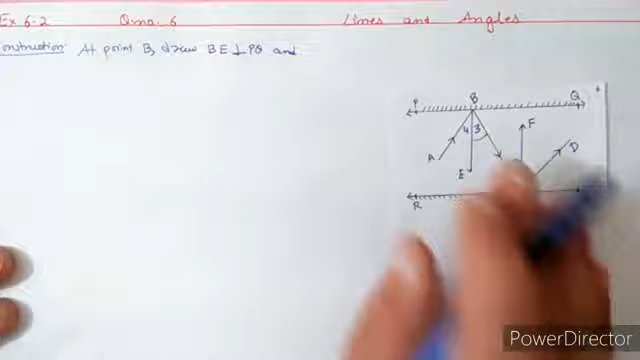 Ex 6.2 Qno. 6 Lines and Angles
onstruction: At point B, draw BE⊥PQ and
P B Q
4 3 F
A D
E
R
PowerDirector